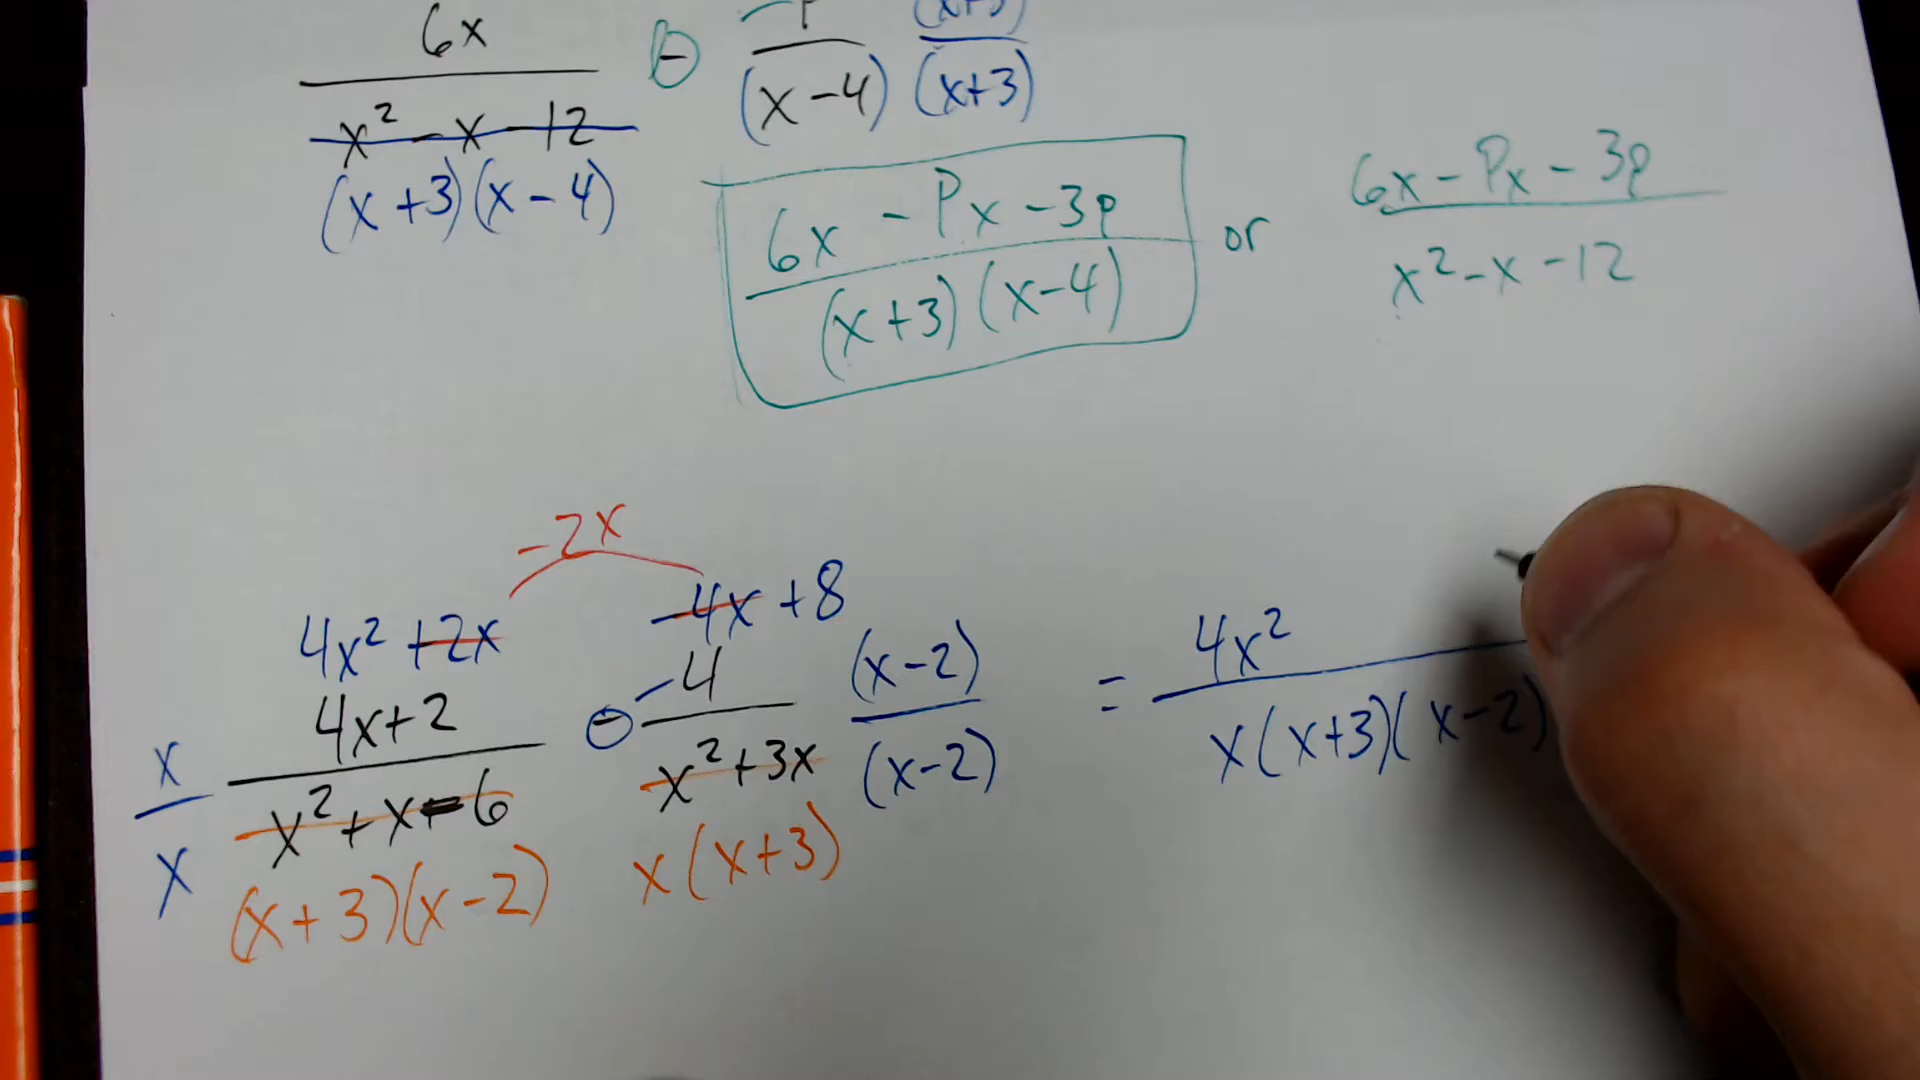 6x
x² - x - 12
(x+3)(x-4)
-
(x-4)
(x+3)
6x - Px - 3p
(x+3)(x-4)
or
6x - Px - 3p
x² - x - 12
-2x
4x² +2x
-4x +8
x
4x+2
-
-4
(x-2)
x
x² + x - 6
x² + 3x
(x-2)
(x+3)(x-2)
x(x+3)
=
4x²
x(x+3)(x-2)